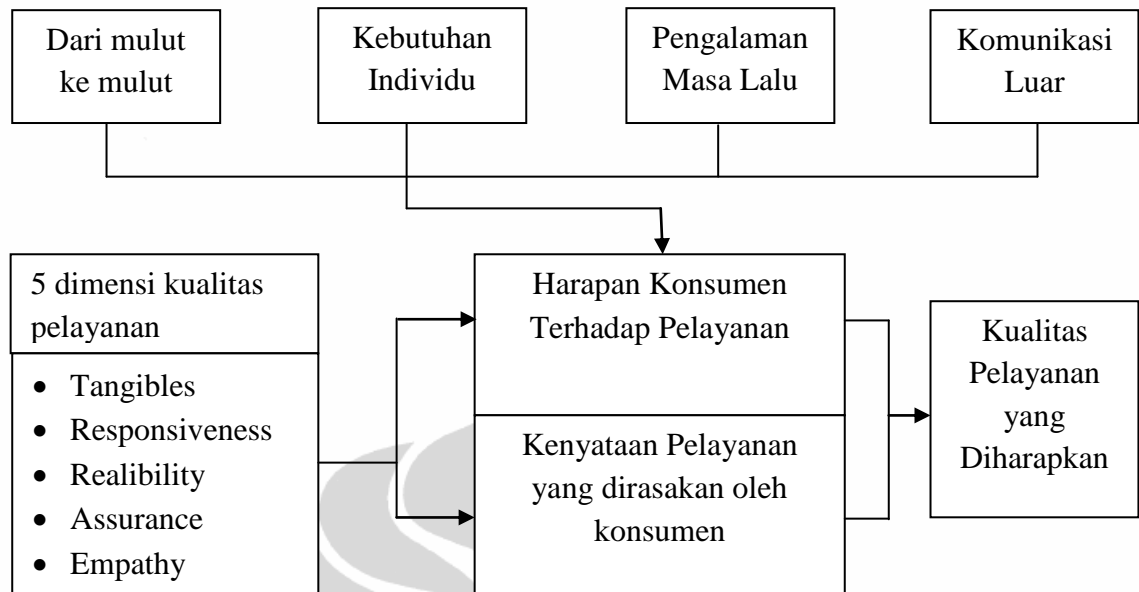 Dari mulut
ke mulut
Kebutuhan
Individu
Pengalaman
Masa Lalu
Komunikasi
Luar
5 dimensi kualitas
pelayanan
• Tangibles
• Responsiveness
• Realibility
• Assurance
• Empathy
Harapan Konsumen
Terhadap Pelayanan
Kenyataan Pelayanan
yang dirasakan oleh
konsumen
Kualitas
Pelayanan
yang
Diharapkan